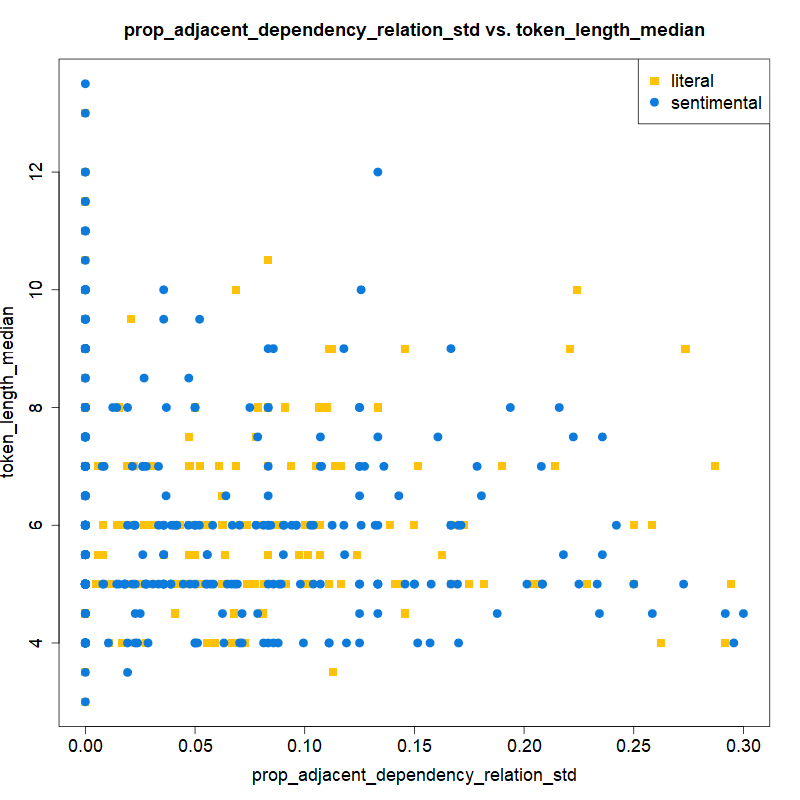 prop_adjacent_dependency_relation_std vs. token_length_median
literal
sentimental
token_length_median
12
10
8
6
4
0.00 0.05 0.10 0.15 0.20 0.25 0.30
prop_adjacent_dependency_relation_std